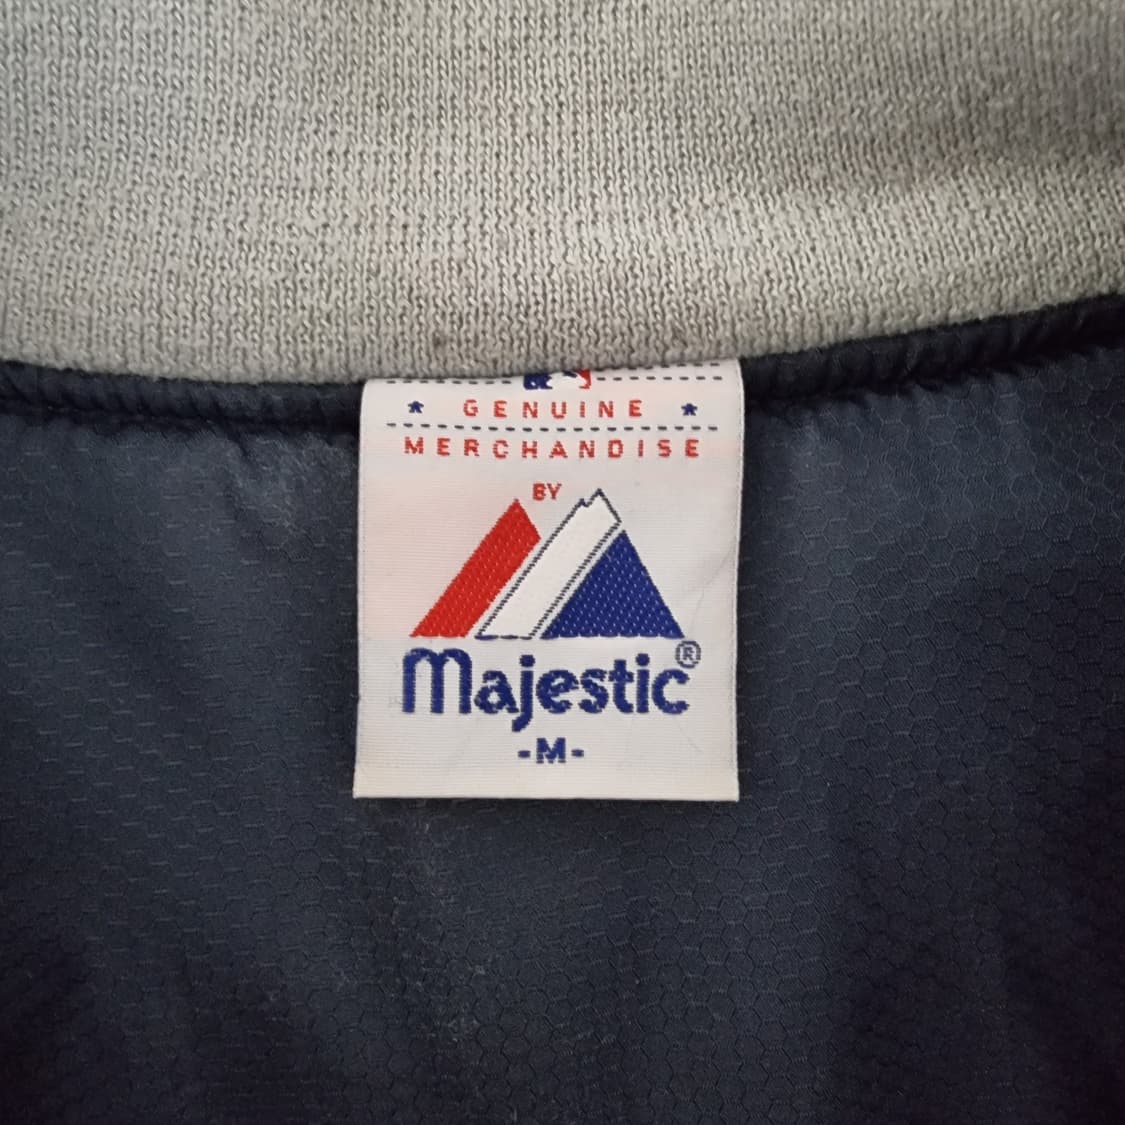 GENUINE
MERCHANDISE
BY
Majestic®
-M-